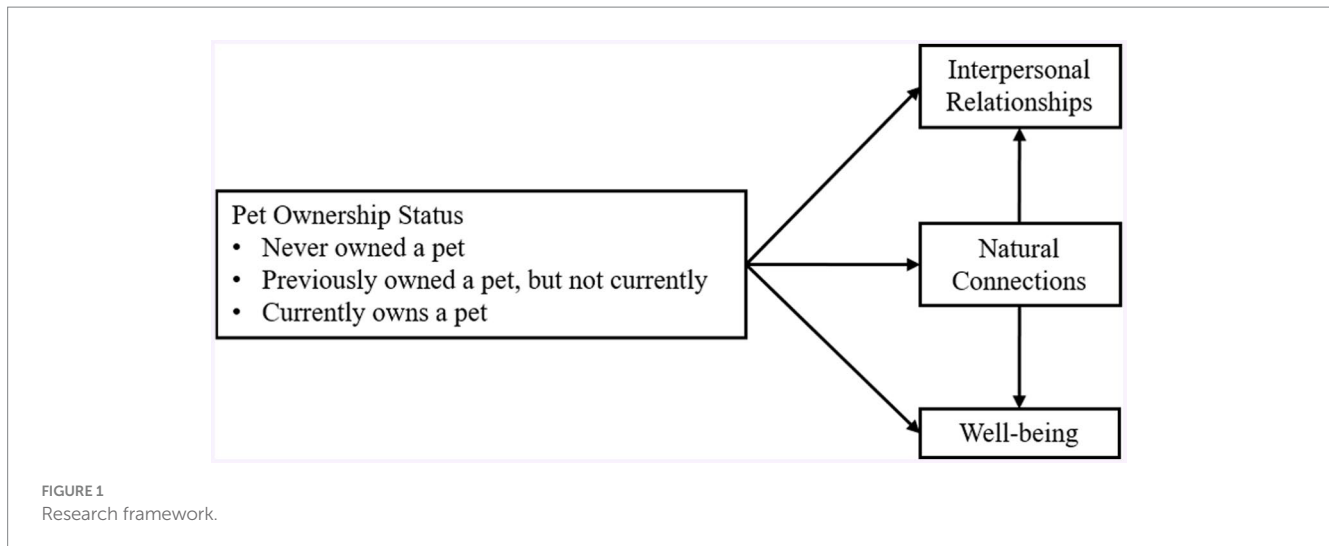 Interpersonal
Relationships
Pet Ownership Status
• Never owned a pet
• Previously owned a pet, but not currently
• Currently owns a pet
Natural
Connections
Well-being
FIGURE 1
Research framework.